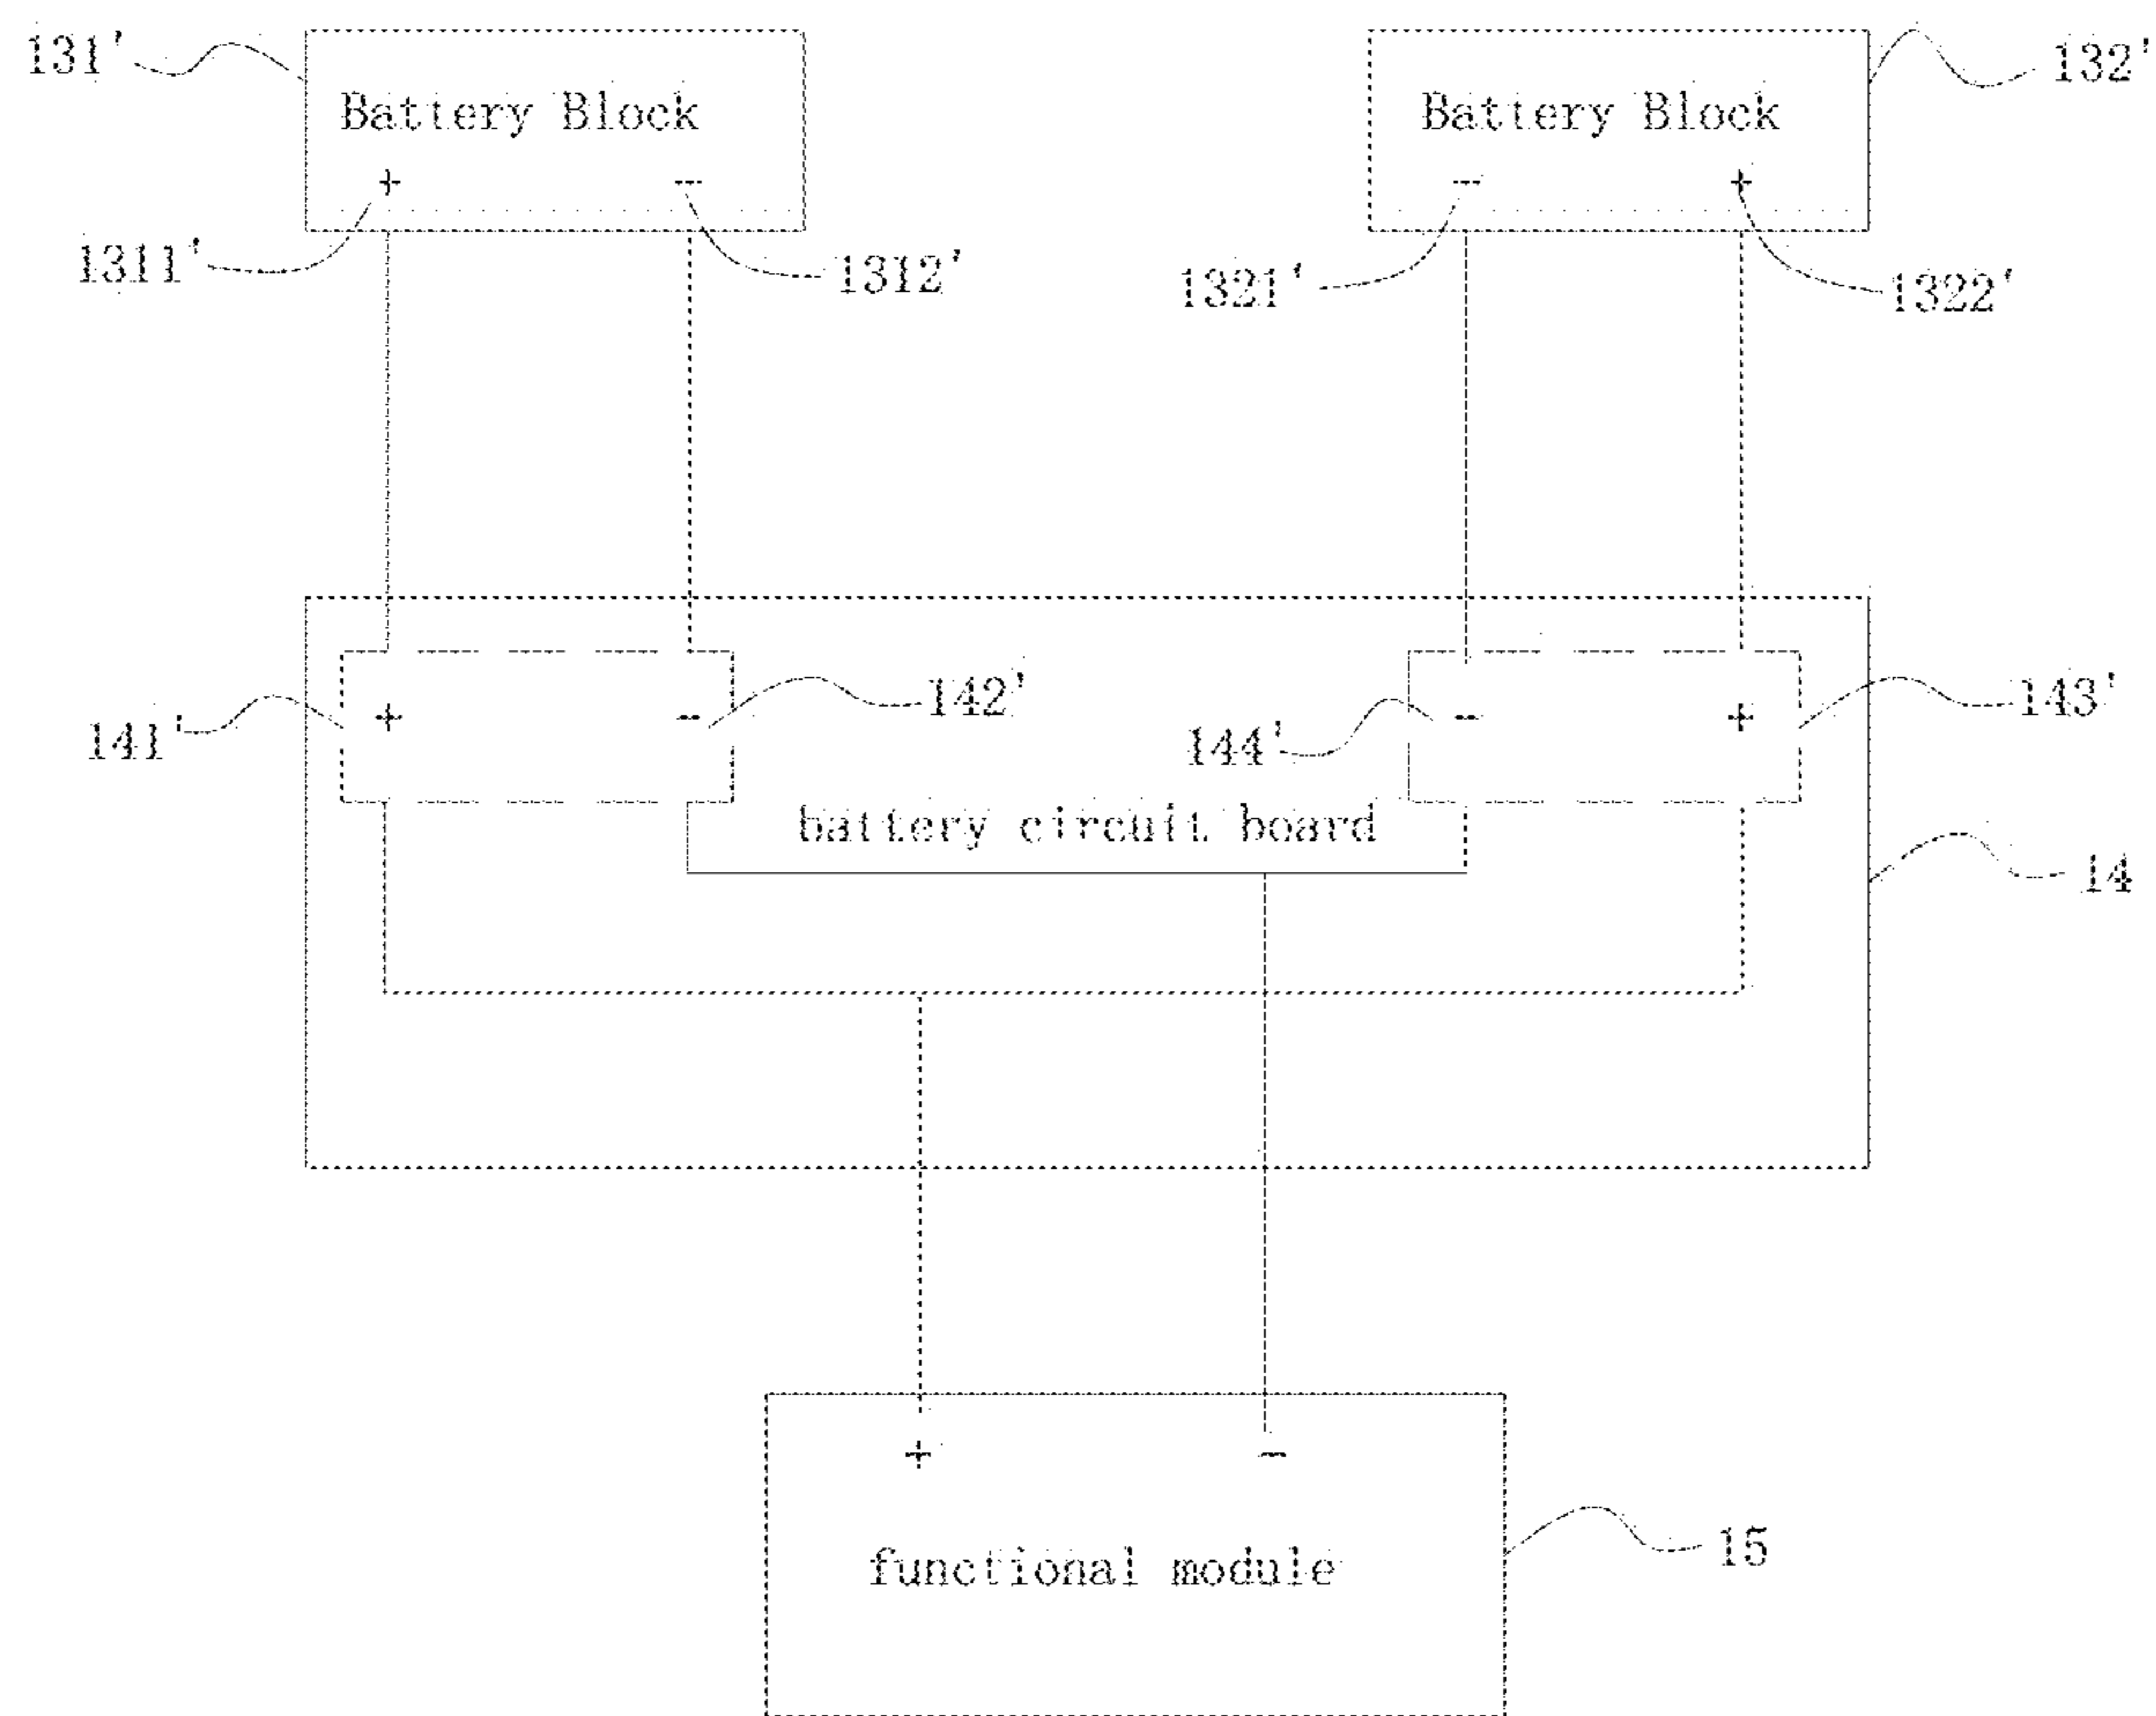 131' 132'
Battery Block Battery Block
+ − − +
1311' 1312' 1321' 1322'
141' + − 142' 144' − + 143'
battery circuit board
14
+ −
functional module
15